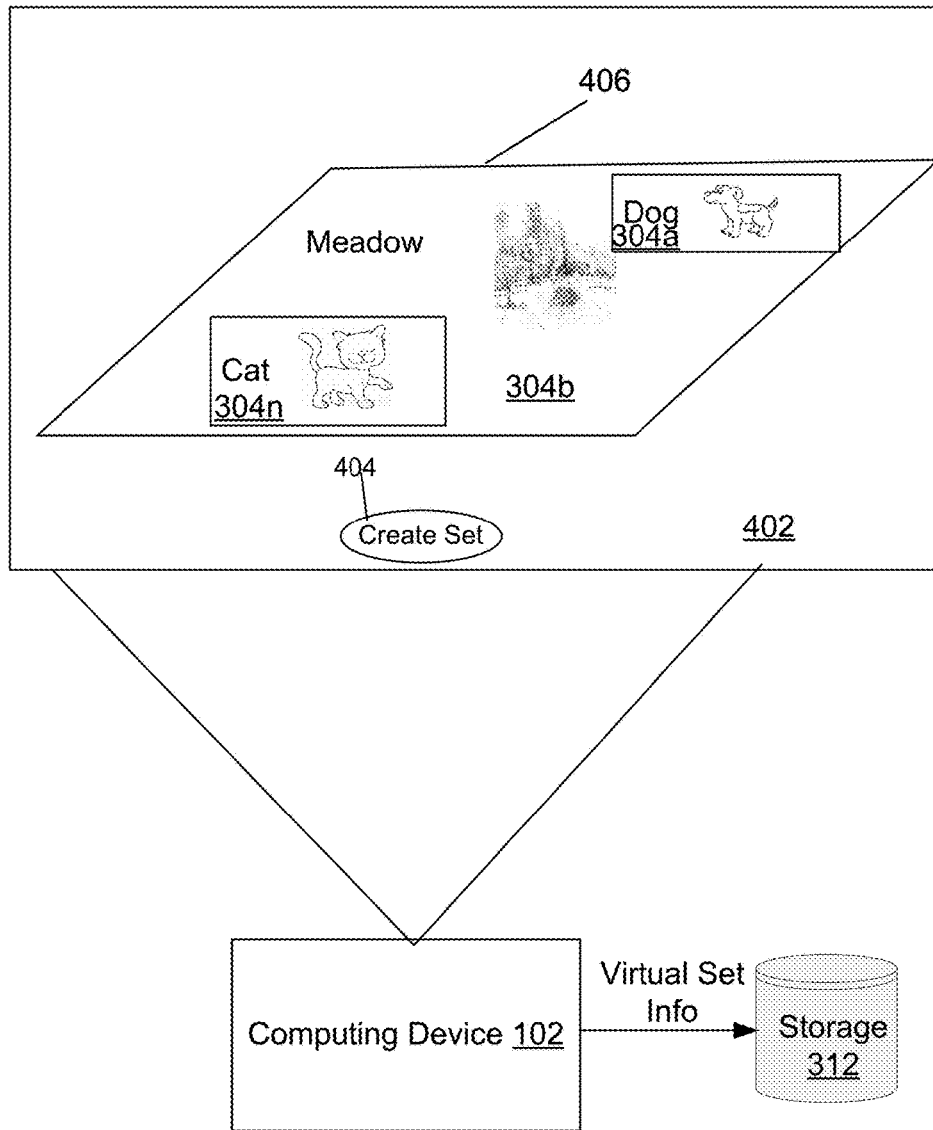 406
Meadow
Dog
304a
Cat
304n
304b
404
Create Set
402
Computing Device 102
Virtual Set
Info
Storage
312